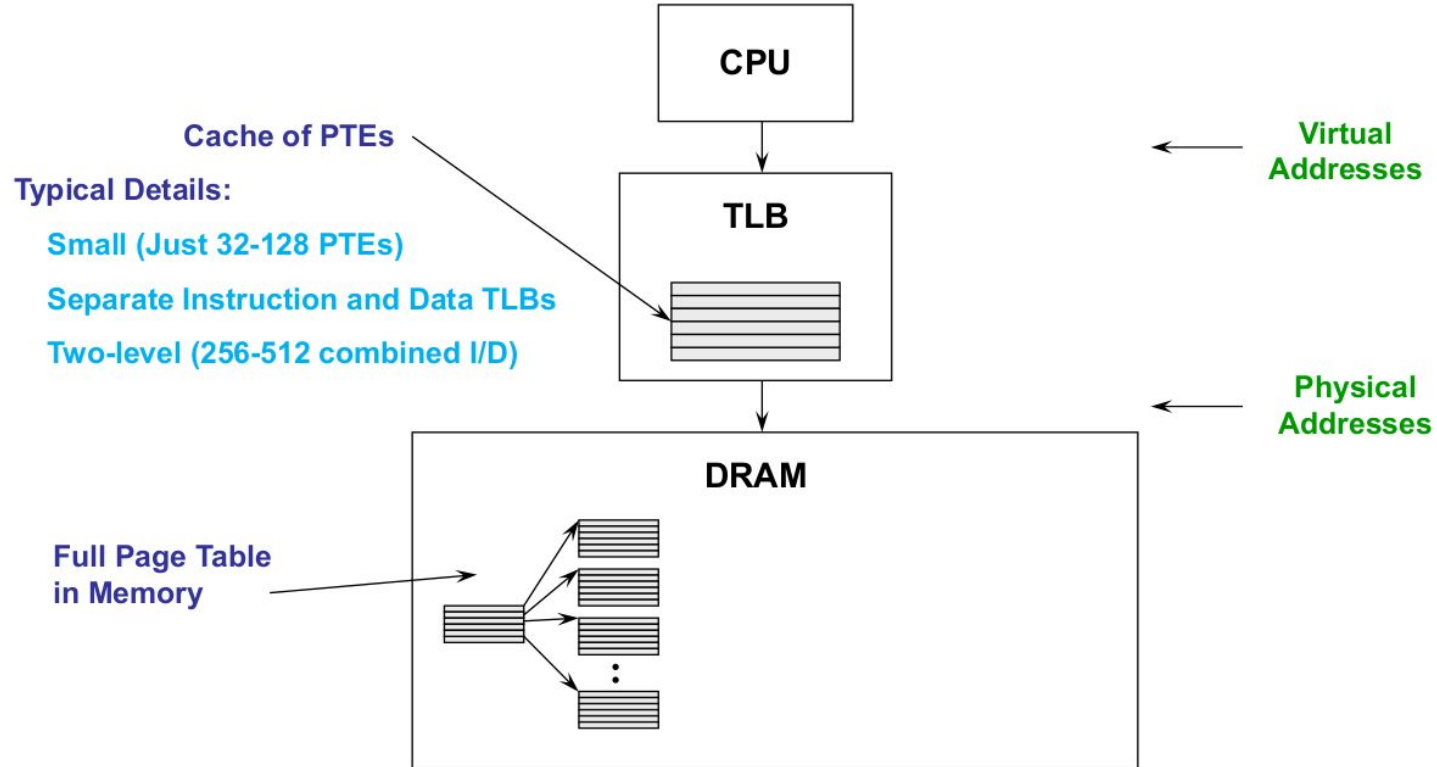 CPU
Cache of PTEs
Virtual
Addresses
Typical Details:
TLB
Small (Just 32-128 PTEs)
Separate Instruction and Data TLBs
Two-level (256-512 combined I/D)
Physical
Addresses
DRAM
Full Page Table
in Memory